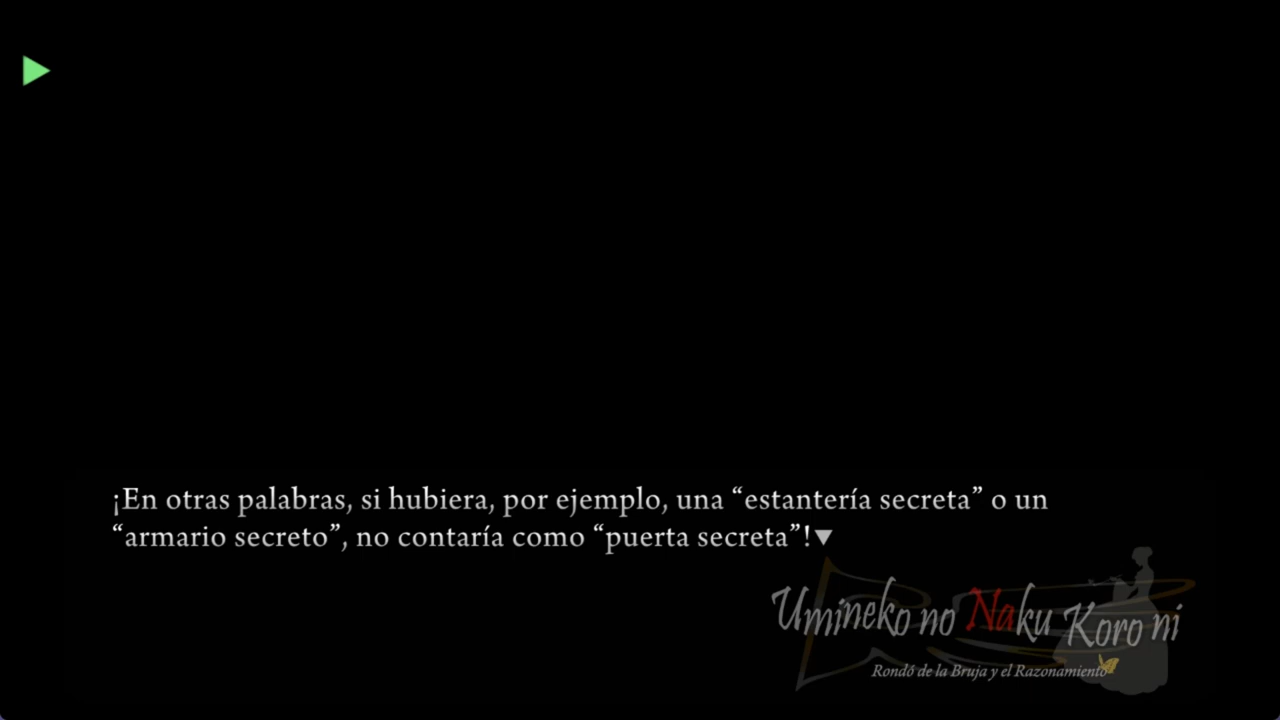 ¡En otras palabras, si hubiera, por ejemplo, una “estantería secreta” o un
“armario secreto”, no contaría como “puerta secreta”!
Umineko no Naku Koro ni
Rondó de la Bruja y el Razonamiento